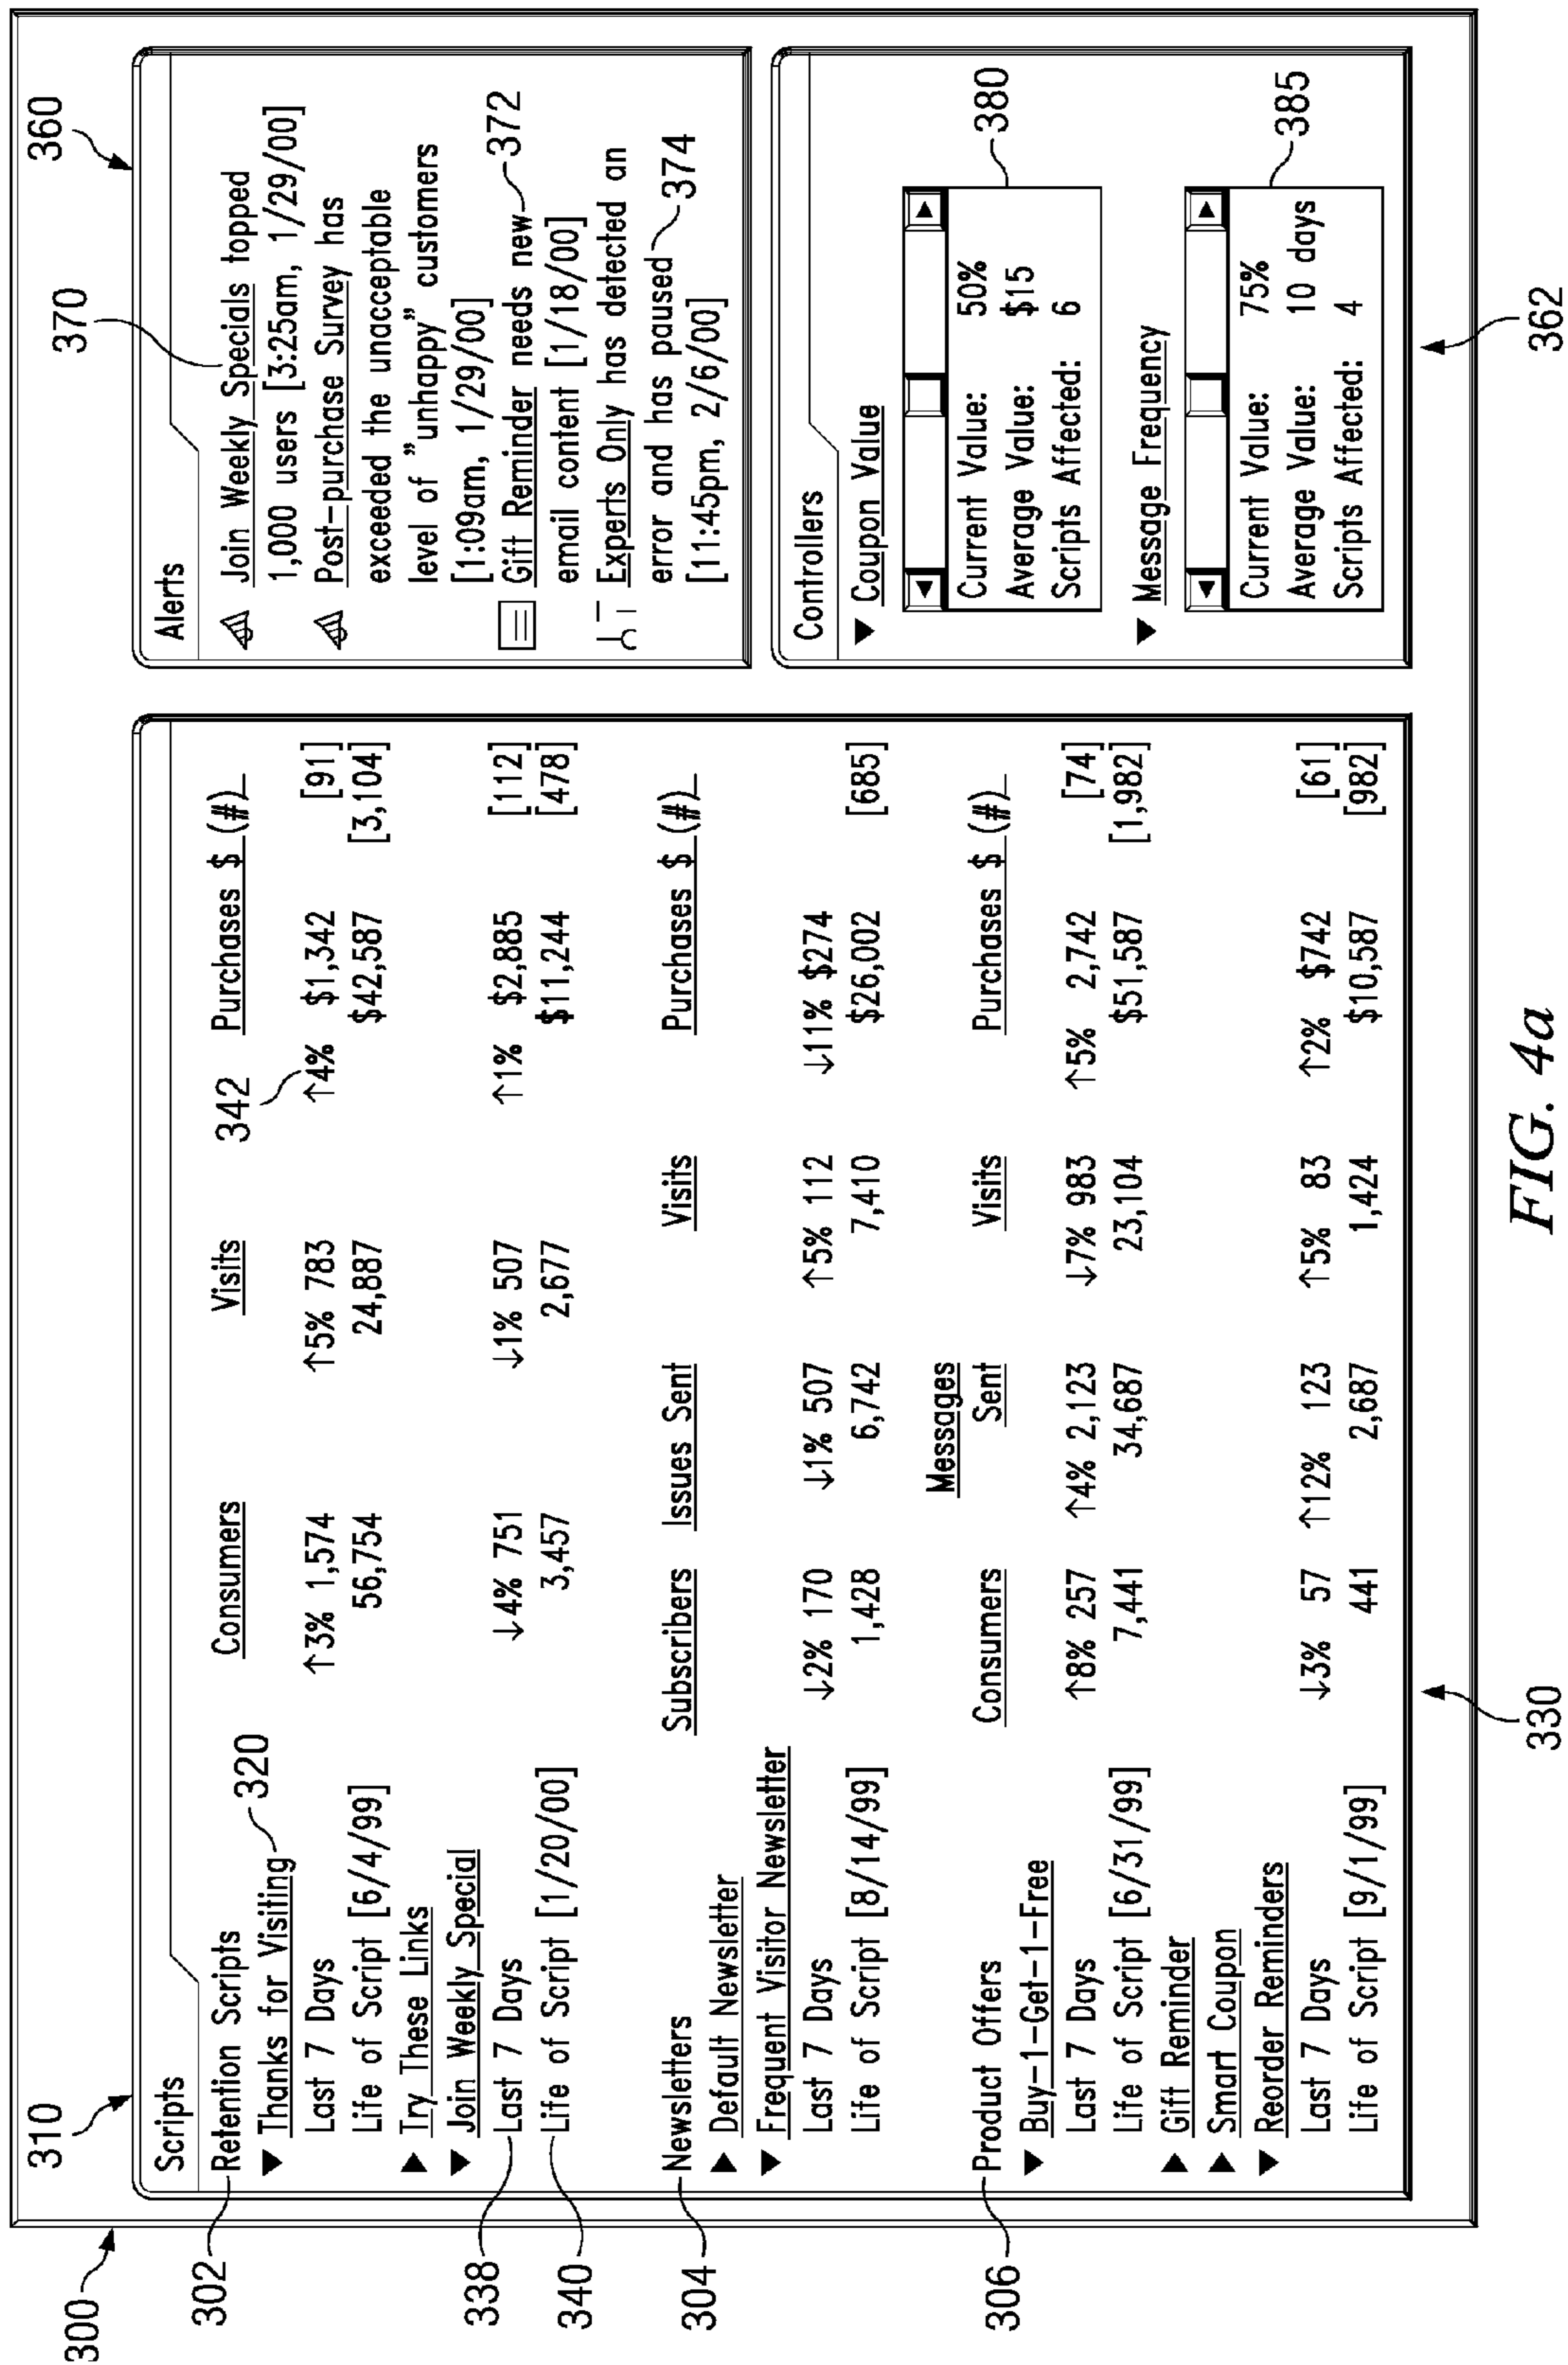 300
310
Scripts
302
Retention Scripts Consumers Visits Purchases $ (#)
▼ Thanks for Visiting 320 342
Last 7 Days ↑3% 1,574 ↑5% 783 ↑4% $1,342 [91]
Life of Script [6/4/99] 56,754 24,887 $42,587 [3,104]
▶ Try These Links
▼ Join Weekly Special
338 Last 7 Days ↓4% 751 ↓1% 507 ↑1% $2,885 [112]
340 Life of Script [1/20/00] 3,457 2,677 $11,244 [478]
304 Newsletters Subscribers Issues Sent Visits Purchases $ (#)
▶ Default Newsletter
▼ Frequent Visitor Newsletter
Last 7 Days ↓2% 170 ↓1% 507 ↑5% 112 ↓11% $274
Life of Script [8/14/99] 1,428 6,742 7,410 $26,002 [685]
Messages
306 Product Offers Consumers Sent Visits Purchases $ (#)
▼ Buy-1-Get-1-Free
Last 7 Days ↑8% 257 ↑4% 2,123 ↓7% 983 ↑5% 2,742 [74]
Life of Script [6/31/99] 7,441 34,687 23,104 $51,587 [1,982]
▶ Gift Reminder
▶ Smart Coupon
▼ Reorder Reminders
Last 7 Days ↓3% 57 ↑12% 123 ↑5% 83 ↑2% $742 [61]
Life of Script [9/1/99] 441 2,687 1,424 $10,587 [982]
330
370 360
Alerts
Join Weekly Specials topped
1,000 users [3:25am, 1/29/00]
Post-purchase Survey has
exceeded the unacceptable
level of "unhappy" customers
[1:09am, 1/29/00]
Gift Reminder needs new 372
email content [1/18/00]
Experts Only has detected an
error and has paused 374
[11:45pm, 2/6/00]
Controllers
▼ Coupon Value
Current Value: 50% 380
Average Value: $15
Scripts Affected: 6
▼ Message Frequency
Current Value: 75%
Average Value: 10 days 385
Scripts Affected: 4
362
FIG. 4a